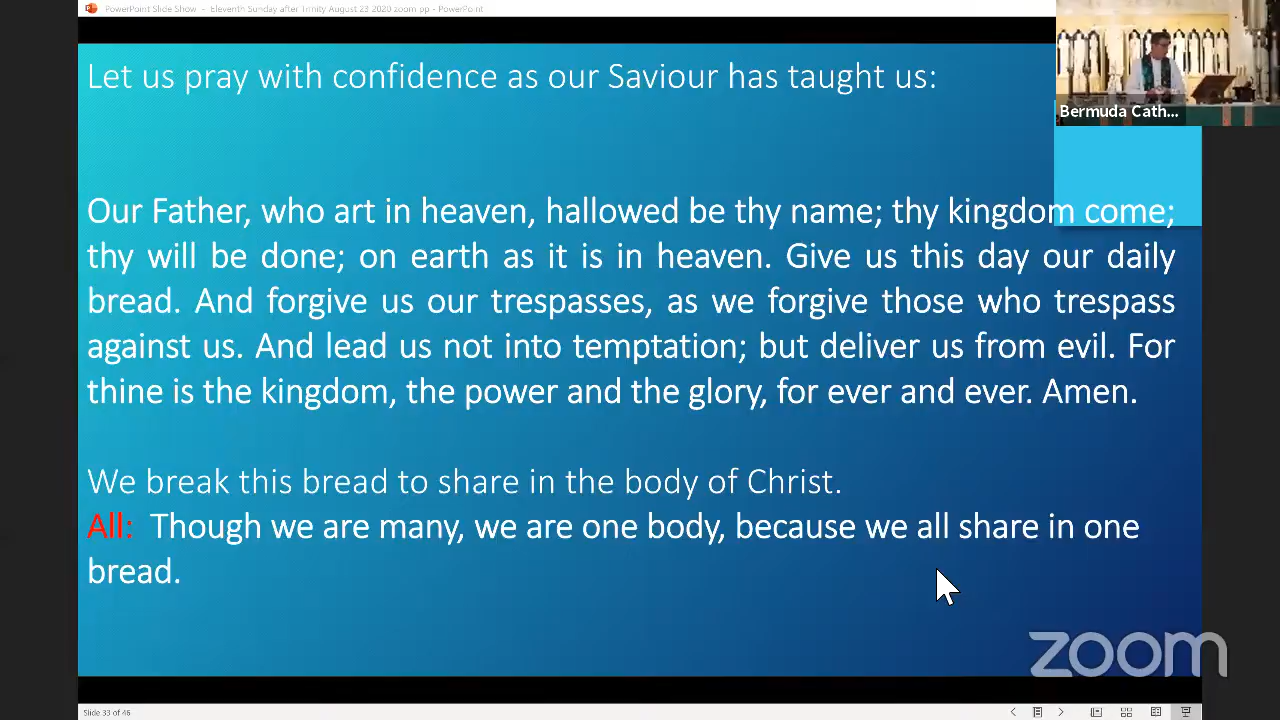 PowerPoint Slide Show - Eleventh Sunday after Trinity August 23 2020 zoom pp - PowerPoint
Bermuda Cath...
Let us pray with confidence as our Saviour has taught us:
Our Father, who art in heaven, hallowed be thy name; thy kingdom come;
thy will be done; on earth as it is in heaven. Give us this day our daily
bread. And forgive us our trespasses, as we forgive those who trespass
against us. And lead us not into temptation; but deliver us from evil. For
thine is the kingdom, the power and the glory, for ever and ever. Amen.
We break this bread to share in the body of Christ.
All: Though we are many, we are one body, because we all share in one
bread.
zoom
Slide 33 of 46